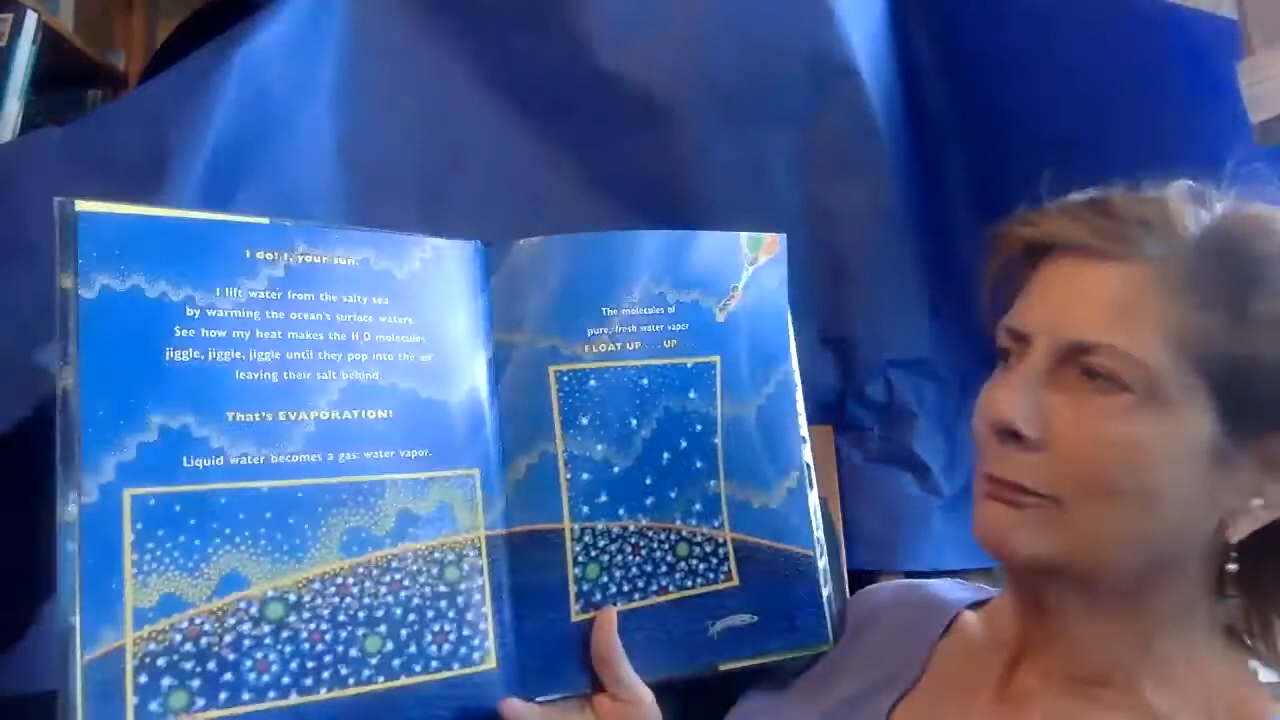 I do! I, your sun.
I lift water from the salty sea
by warming the ocean's surface waters.
See how my heat makes the H2O molecules
jiggle, jiggle, jiggle until they pop into the air
leaving their salt behind.
That's EVAPORATION!
Liquid water becomes a gas: water vapor.
The molecules of
pure, fresh water vapor
FLOAT UP . . . UP . . .